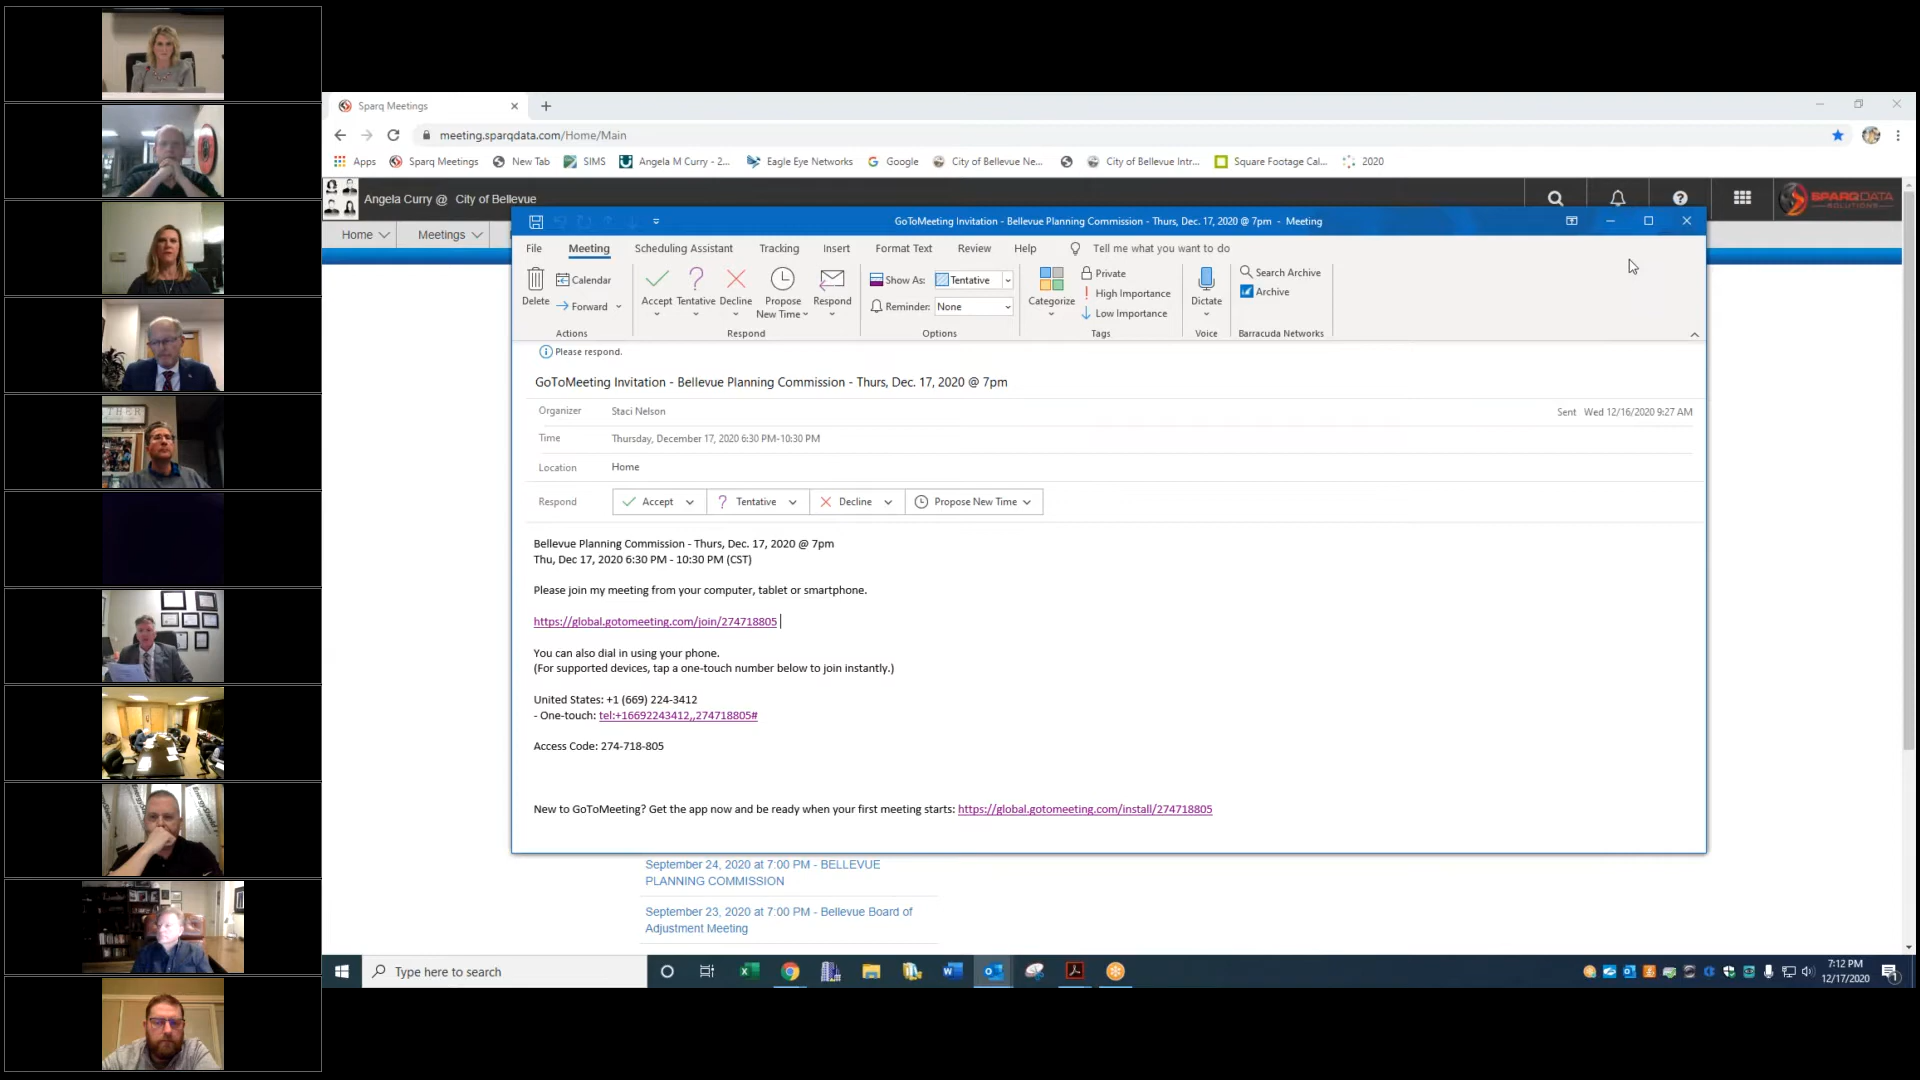 Sparq Meetings
meeting.sparqdata.com/Home/Main
Apps Sparq Meetings New Tab SIMS Angela M Curry - 2... Eagle Eye Networks Google City of Bellevue Ne... City of Bellevue Intr... Square Footage Cal... 2020
Angela Curry @ City of Bellevue
SPARQDATA
SOLUTIONS
Home Meetings
GoToMeeting Invitation - Bellevue Planning Commission - Thurs, Dec. 17, 2020 @ 7pm - Meeting
File Meeting Scheduling Assistant Tracking Insert Format Text Review Help Tell me what you want to do
Delete Calendar Forward
Actions
Accept Tentative Decline Propose New Time Respond
Respond
Show As: Tentative
Reminder: None
Options
Categorize Private High Importance Low Importance
Tags
Dictate
Voice
Search Archive
Archive
Barracuda Networks
Please respond.
GoToMeeting Invitation - Bellevue Planning Commission - Thurs, Dec. 17, 2020 @ 7pm
Organizer Staci Nelson Sent Wed 12/16/2020 9:27 AM
Time Thursday, December 17, 2020 6:30 PM-10:30 PM
Location Home
Respond Accept Tentative Decline Propose New Time
Bellevue Planning Commission - Thurs, Dec. 17, 2020 @ 7pm
Thu, Dec 17, 2020 6:30 PM - 10:30 PM (CST)
Please join my meeting from your computer, tablet or smartphone.
https://global.gotomeeting.com/join/274718805
You can also dial in using your phone.
(For supported devices, tap a one-touch number below to join instantly.)
United States: +1 (669) 224-3412
- One-touch: tel:+16692243412,,274718805#
Access Code: 274-718-805
New to GoToMeeting? Get the app now and be ready when your first meeting starts: https://global.gotomeeting.com/install/274718805
September 24, 2020 at 7:00 PM - BELLEVUE
PLANNING COMMISSION
September 23, 2020 at 7:00 PM - Bellevue Board of
Adjustment Meeting
Type here to search
7:12 PM
12/17/2020